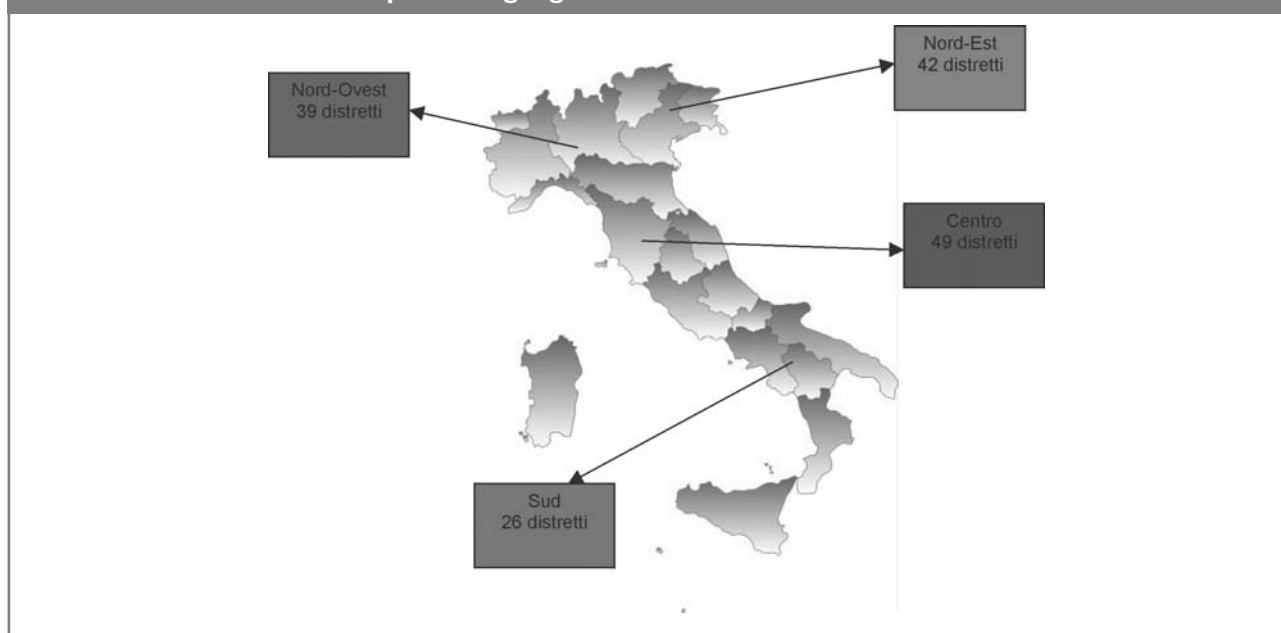 Nord-Est
42 distretti
Nord-Ovest
39 distretti
Centro
49 distretti
Sud
26 distretti